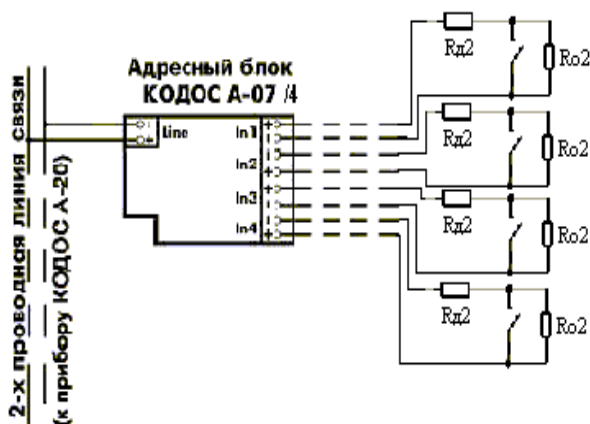 2-х проводная линия связи
(к прибору КОДОС А-20)
Адресный блок
КОДОС А-07 /4
Line
In1
In2
In3
In4
Rд2
Ro2
Rд2
Ro2
Rд2
Ro2
Rд2
Ro2